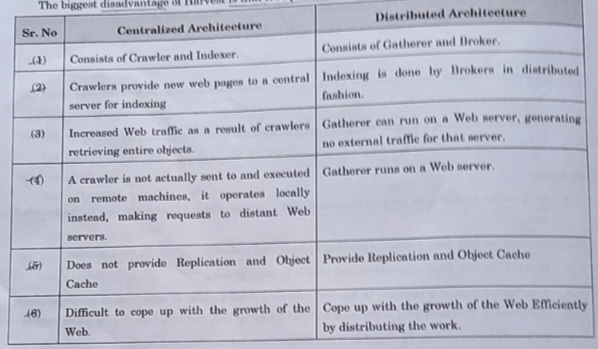 The biggest disadvantage of Harvest is that
Sr. No
Centralized Architecture
Distributed Architecture
(1)
Consists of Crawler and Indexer.
Consists of Gatherer and Broker.
(2)
Crawlers provide new web pages to a central
server for indexing
Indexing is done by Brokers in distributed
fashion.
(3)
Increased Web traffic as a result of crawlers
retrieving entire objects.
Gatherer can run on a Web server, generating
no external traffic for that server.
(4)
A crawler is not actually sent to and executed
on remote machines, it operates locally
instead, making requests to distant Web
servers.
Gatherer runs on a Web server.
(5)
Does not provide Replication and Object
Cache
Provide Replication and Object Cache
(6)
Difficult to cope up with the growth of the
Web.
Cope up with the growth of the Web Efficiently
by distributing the work.